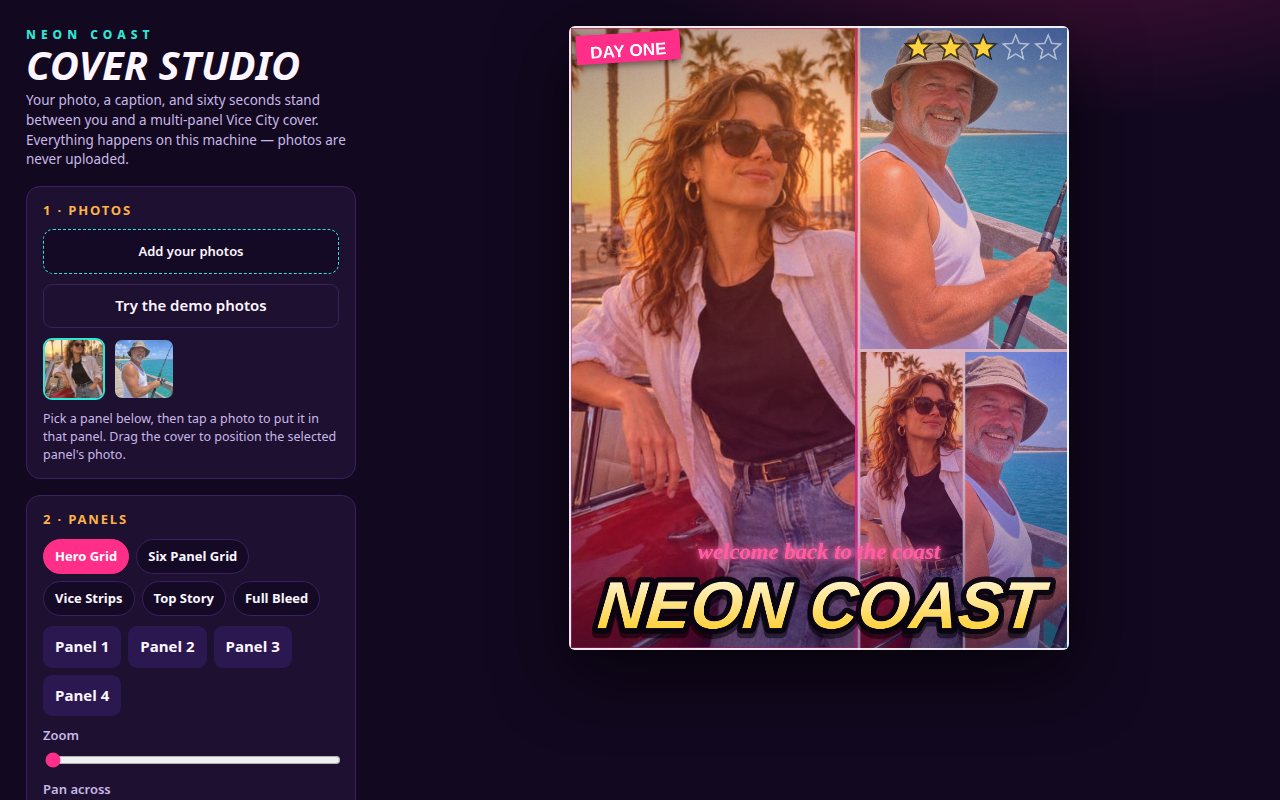 NEON COAST
COVER STUDIO
Your photo, a caption, and sixty seconds stand
between you and a multi-panel Vice City cover.
Everything happens on this machine — photos are
never uploaded.
1 · PHOTOS
Add your photos
Try the demo photos
Pick a panel below, then tap a photo to put it in
that panel. Drag the cover to position the selected
panel's photo.
2 · PANELS
Hero Grid
Six Panel Grid
Vice Strips
Top Story
Full Bleed
Panel 1
Panel 2
Panel 3
Panel 4
Zoom
Pan across
DAY ONE
welcome back to the coast
NEON COAST